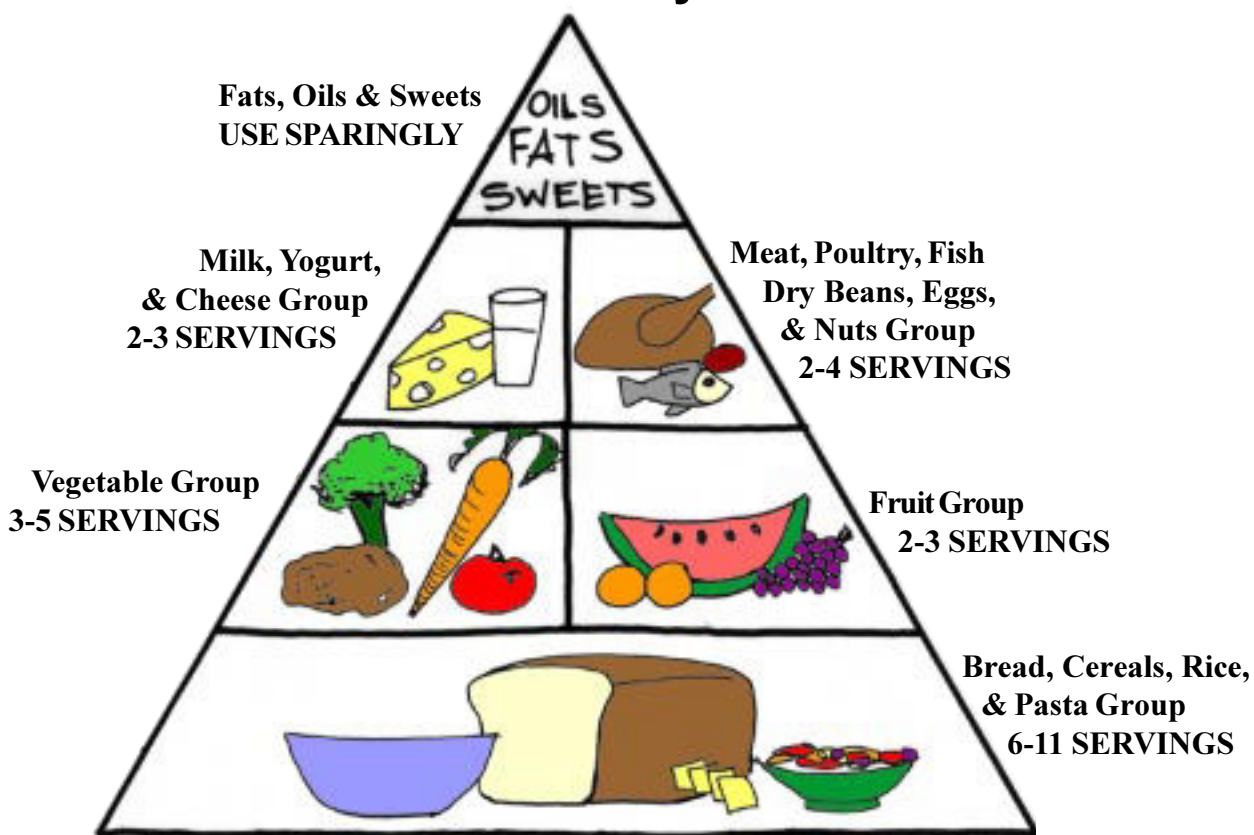 Fats, Oils & Sweets
USE SPARINGLY
OILS
FATS
SWEETS
Milk, Yogurt,
& Cheese Group
2-3 SERVINGS
Meat, Poultry, Fish
Dry Beans, Eggs,
& Nuts Group
2-4 SERVINGS
Vegetable Group
3-5 SERVINGS
Fruit Group
2-3 SERVINGS
Bread, Cereals, Rice,
& Pasta Group
6-11 SERVINGS